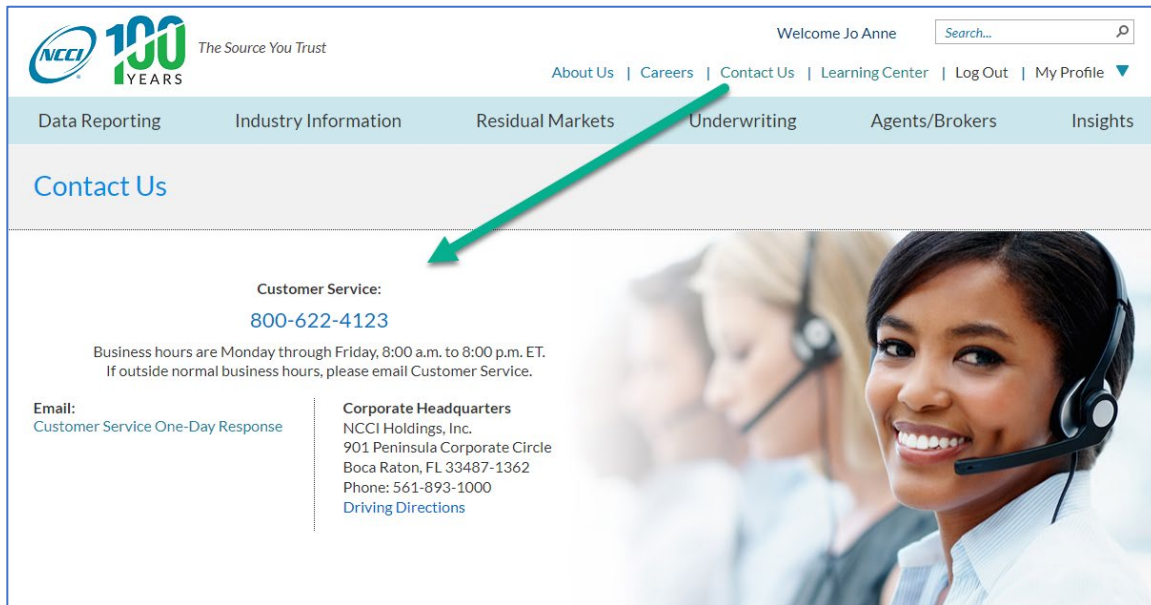 NCCI 100 YEARS
The Source You Trust
Welcome Jo Anne
Search...
About Us | Careers | Contact Us | Learning Center | Log Out | My Profile
Data Reporting Industry Information Residual Markets Underwriting Agents/Brokers Insights
Contact Us
Customer Service:
800-622-4123
Business hours are Monday through Friday, 8:00 a.m. to 8:00 p.m. ET.
If outside normal business hours, please email Customer Service.
Email:
Customer Service One-Day Response
Corporate Headquarters
NCCI Holdings, Inc.
901 Peninsula Corporate Circle
Boca Raton, FL 33487-1362
Phone: 561-893-1000
Driving Directions